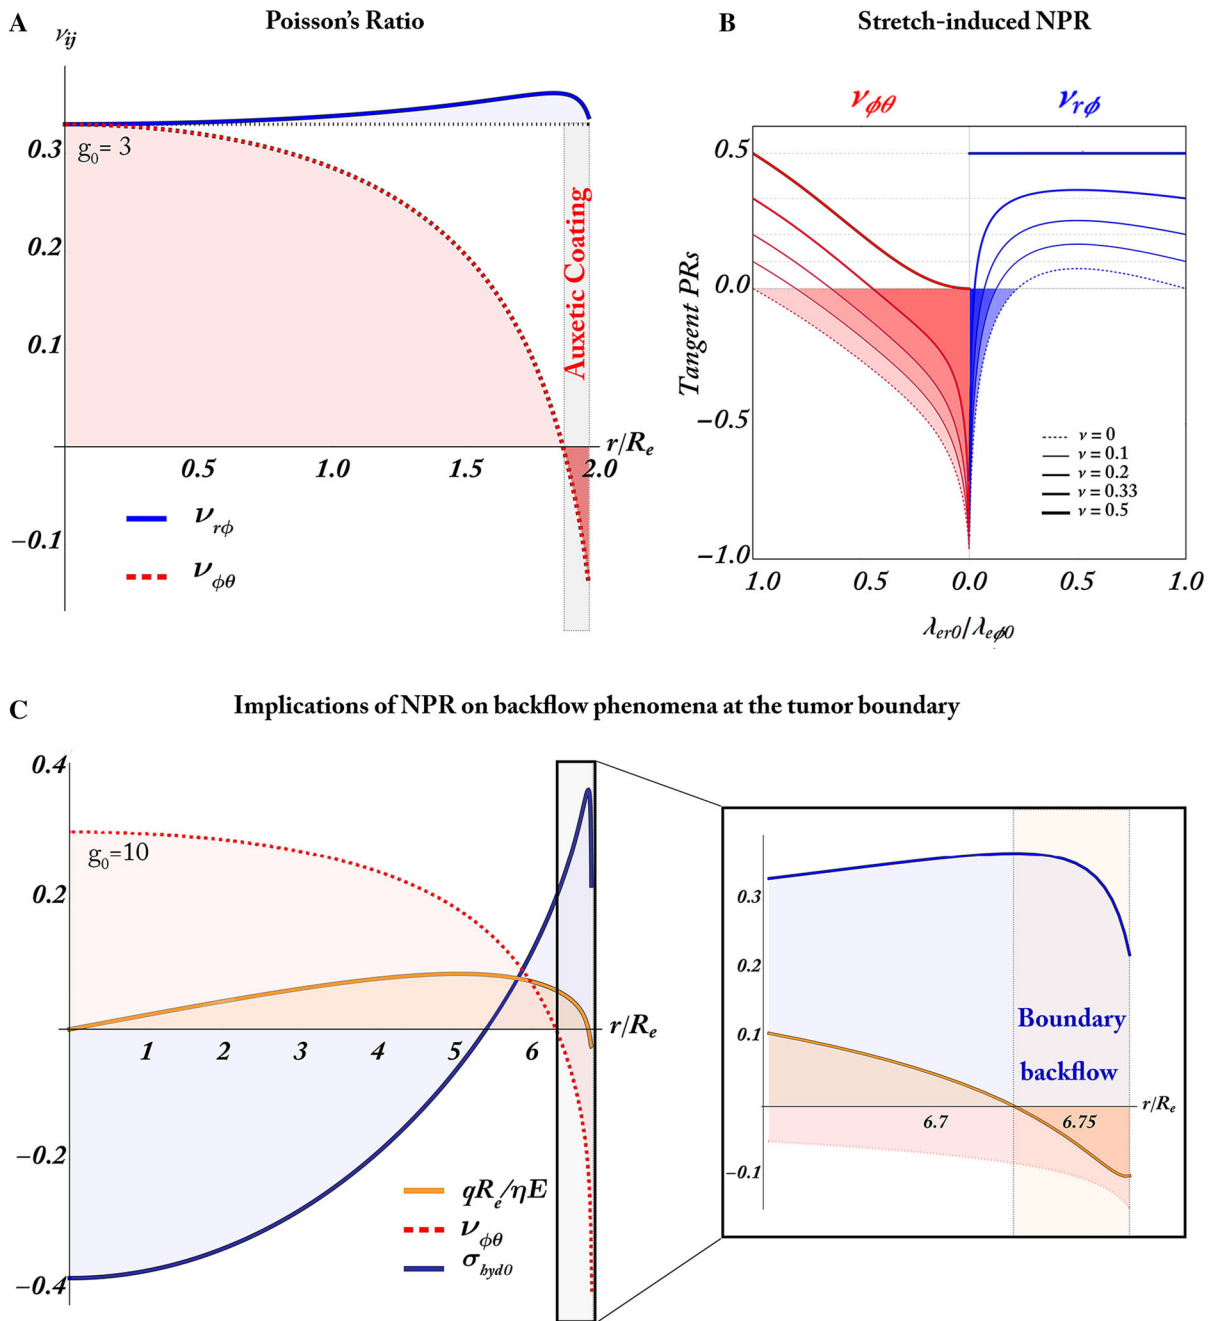 A
Poisson's Ratio
ν_ij
0.3
g₀= 3
0.2
0.1
-0.1
0.5
1.0
1.5
2.0
r/R_e
Auxetic Coating
ν_rϕ
ν_ϕθ
B
Stretch-induced NPR
ν_ϕθ
ν_rϕ
Tangent PRs
0.5
0.0
-0.5
-1.0
ν = 0
ν = 0.1
ν = 0.2
ν = 0.33
ν = 0.5
1.0
0.5
0.0
0.5
1.0
λ_er0/λ_eϕ0
C
Implications of NPR on backflow phenomena at the tumor boundary
0.4
g₀=10
0.2
-0.2
-0.4
1
2
3
4
5
6
r/R_e
qR_e/ηE
ν_ϕθ
σ_hyd0
0.3
0.2
0.1
-0.1
Boundary
backflow
r/R_e
6.7
6.75